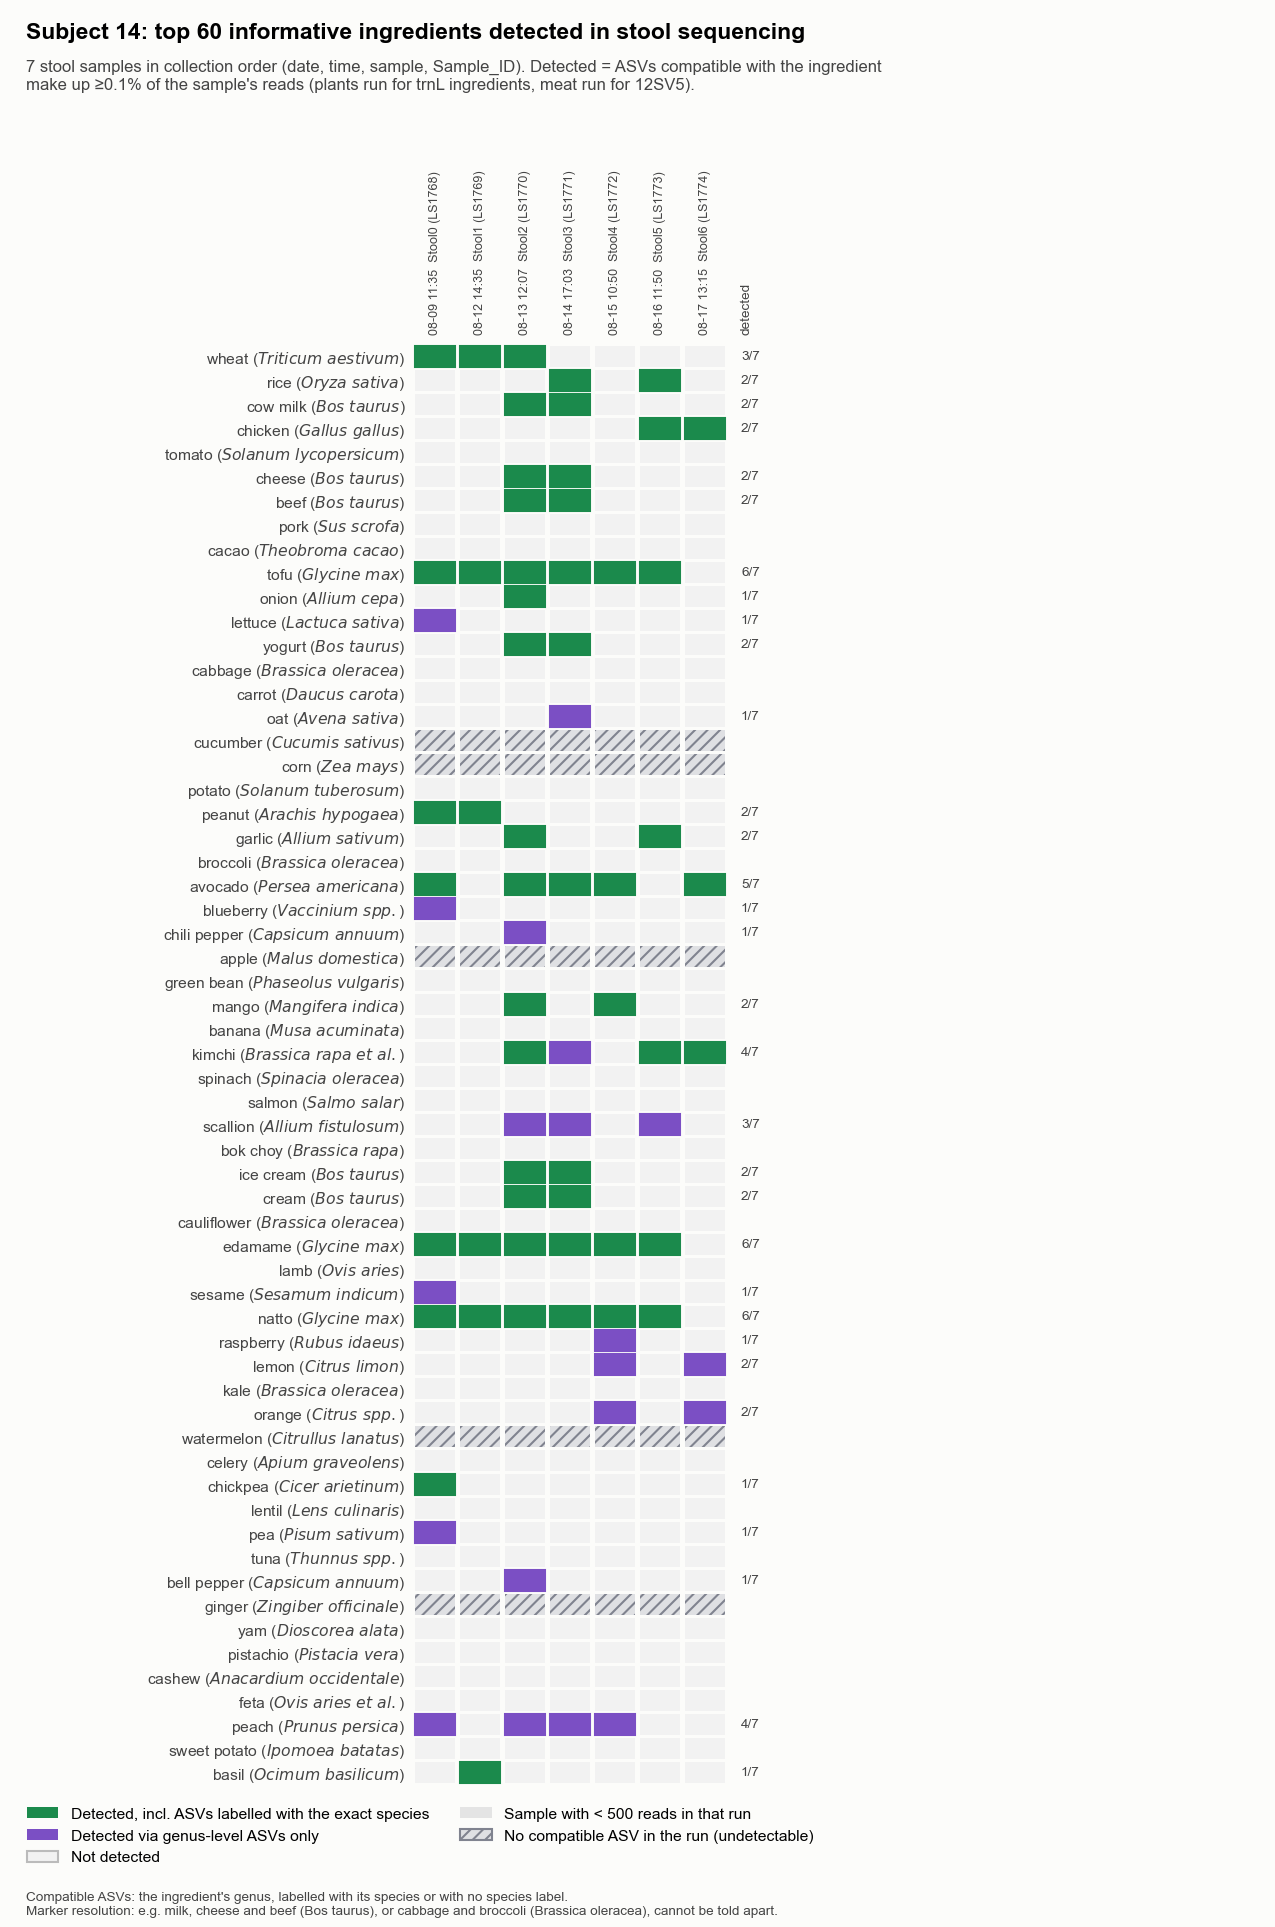 Subject 14: top 60 informative ingredients detected in stool sequencing
7 stool samples in collection order (date, time, sample, Sample_ID). Detected = ASVs compatible with the ingredient
make up ≥0.1% of the sample's reads (plants run for trnL ingredients, meat run for 12SV5).
08-09 11:35 Stool0 (LS1768)
08-12 14:35 Stool1 (LS1769)
08-13 12:07 Stool2 (LS1770)
08-14 17:03 Stool3 (LS1771)
08-15 10:50 Stool4 (LS1772)
08-16 11:50 Stool5 (LS1773)
08-17 13:15 Stool6 (LS1774)
detected
wheat (Triticum aestivum) 3/7
rice (Oryza sativa) 2/7
cow milk (Bos taurus) 2/7
chicken (Gallus gallus) 2/7
tomato (Solanum lycopersicum)
cheese (Bos taurus) 2/7
beef (Bos taurus) 2/7
pork (Sus scrofa)
cacao (Theobroma cacao)
tofu (Glycine max) 6/7
onion (Allium cepa) 1/7
lettuce (Lactuca sativa) 1/7
yogurt (Bos taurus) 2/7
cabbage (Brassica oleracea)
carrot (Daucus carota)
oat (Avena sativa) 1/7
cucumber (Cucumis sativus)
corn (Zea mays)
potato (Solanum tuberosum)
peanut (Arachis hypogaea) 2/7
garlic (Allium sativum) 2/7
broccoli (Brassica oleracea)
avocado (Persea americana) 5/7
blueberry (Vaccinium spp. ) 1/7
chili pepper (Capsicum annuum) 1/7
apple (Malus domestica)
green bean (Phaseolus vulgaris)
mango (Mangifera indica) 2/7
banana (Musa acuminata)
kimchi (Brassica rapa et al. ) 4/7
spinach (Spinacia oleracea)
salmon (Salmo salar)
scallion (Allium fistulosum) 3/7
bok choy (Brassica rapa)
ice cream (Bos taurus) 2/7
cream (Bos taurus) 2/7
cauliflower (Brassica oleracea)
edamame (Glycine max) 6/7
lamb (Ovis aries)
sesame (Sesamum indicum) 1/7
natto (Glycine max) 6/7
raspberry (Rubus idaeus) 1/7
lemon (Citrus limon) 2/7
kale (Brassica oleracea)
orange (Citrus spp. ) 2/7
watermelon (Citrullus lanatus)
celery (Apium graveolens)
chickpea (Cicer arietinum) 1/7
lentil (Lens culinaris)
pea (Pisum sativum) 1/7
tuna (Thunnus spp. )
bell pepper (Capsicum annuum) 1/7
ginger (Zingiber officinale)
yam (Dioscorea alata)
pistachio (Pistacia vera)
cashew (Anacardium occidentale)
feta (Ovis aries et al. )
peach (Prunus persica) 4/7
sweet potato (Ipomoea batatas)
basil (Ocimum basilicum) 1/7
Detected, incl. ASVs labelled with the exact species
Detected via genus-level ASVs only
Not detected
Sample with < 500 reads in that run
No compatible ASV in the run (undetectable)
Compatible ASVs: the ingredient's genus, labelled with its species or with no species label.
Marker resolution: e.g. milk, cheese and beef (Bos taurus), or cabbage and broccoli (Brassica oleracea), cannot be told apart.